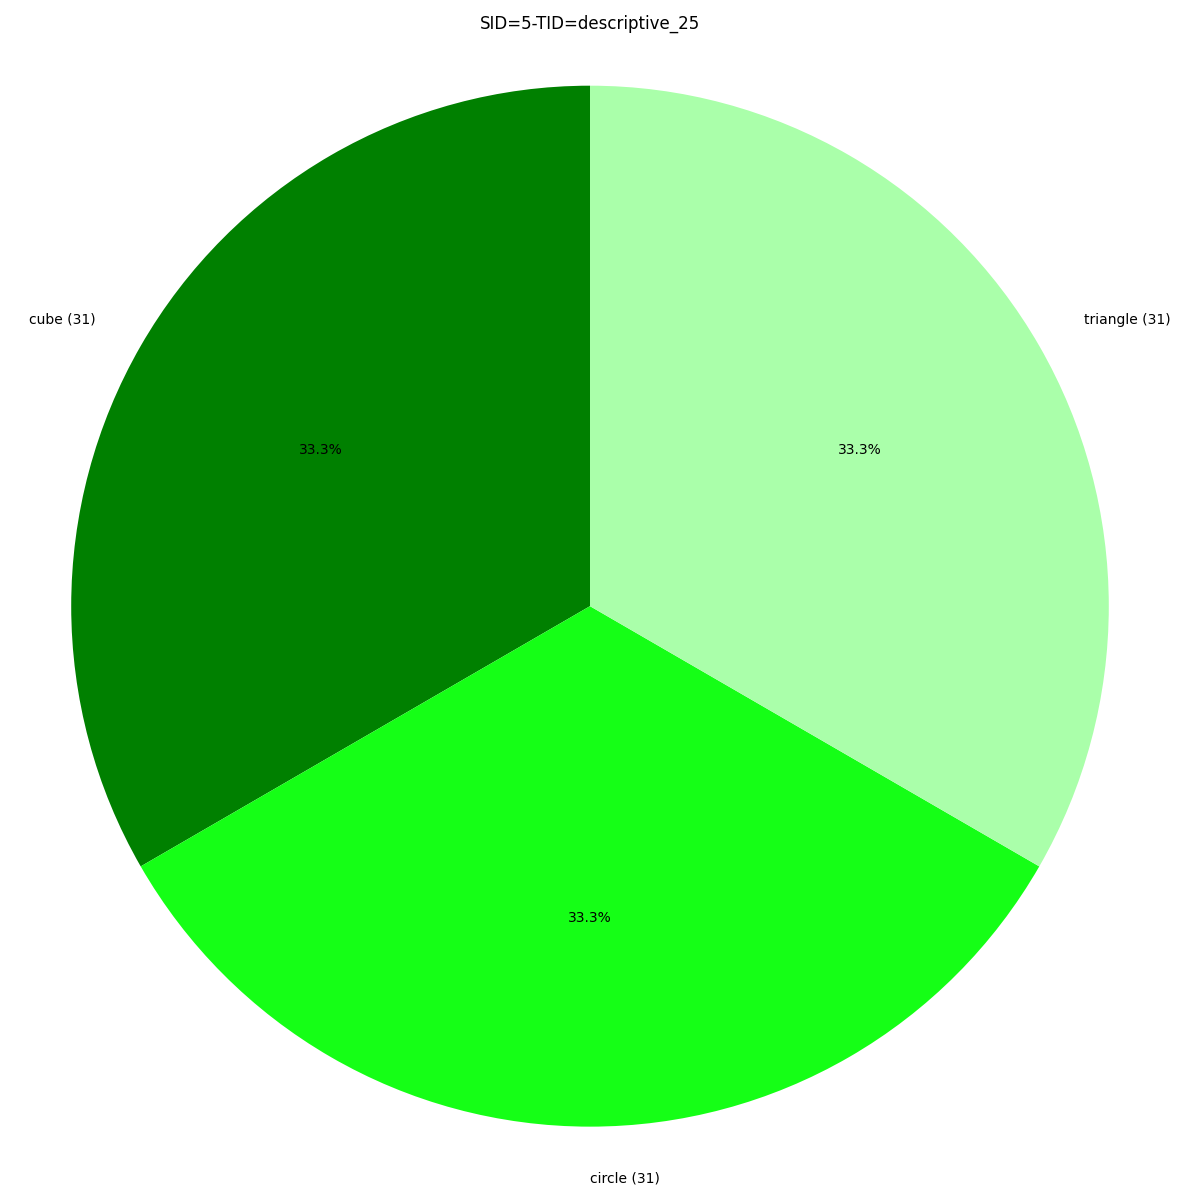 SID=5-TID=descriptive_25
cube (31)
triangle (31)
33.3%
33.3%
33.3%
circle (31)